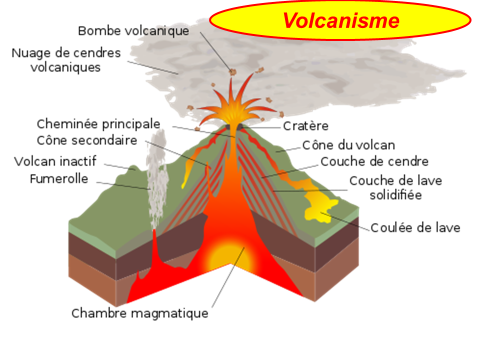 Volcanisme
Bombe volcanique
Nuage de cendres
volcaniques
Cheminée principale
Cône secondaire
Volcan inactif
Fumerolle
Cratère
Cône du volcan
Couche de cendre
Couche de lave
solidifiée
Coulée de lave
Chambre magmatique